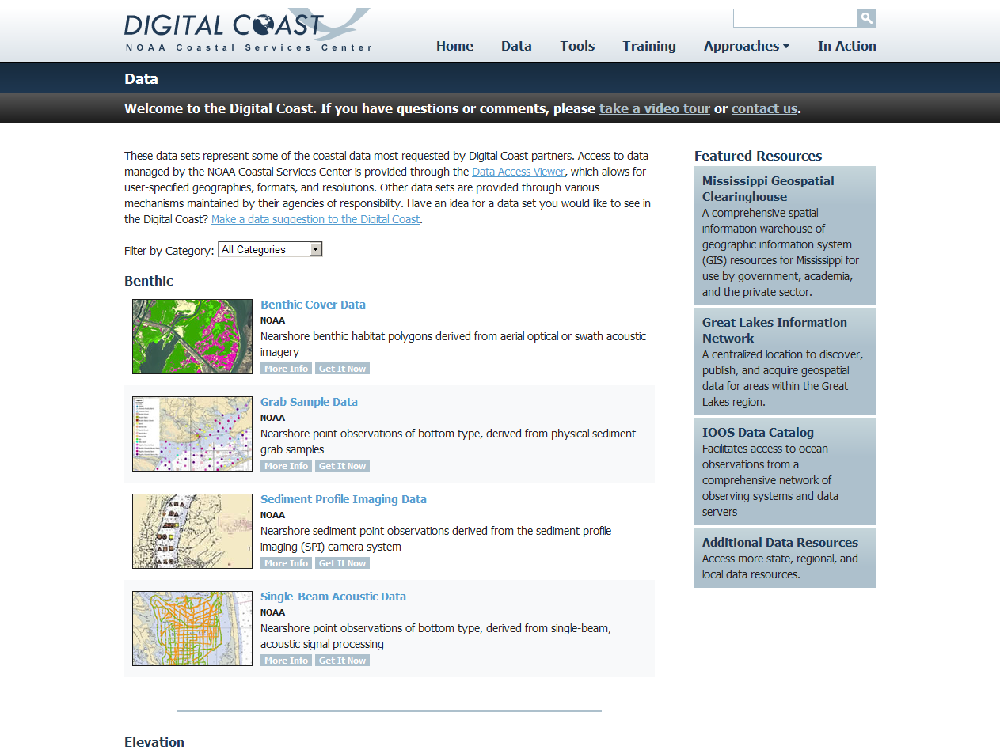 DIGITAL COAST
NOAA Coastal Services Center
Home Data Tools Training Approaches In Action
Data
Welcome to the Digital Coast. If you have questions or comments, please take a video tour or contact us.
These data sets represent some of the coastal data most requested by Digital Coast partners. Access to data
managed by the NOAA Coastal Services Center is provided through the Data Access Viewer, which allows for
user-specified geographies, formats, and resolutions. Other data sets are provided through various
mechanisms maintained by their agencies of responsibility. Have an idea for a data set you would like to see in
the Digital Coast? Make a data suggestion to the Digital Coast.
Filter by Category: All Categories
Benthic
Benthic Cover Data
NOAA
Nearshore benthic habitat polygons derived from aerial optical or swath acoustic
imagery
More Info Get It Now
Grab Sample Data
NOAA
Nearshore point observations of bottom type, derived from physical sediment
grab samples
More Info Get It Now
Sediment Profile Imaging Data
NOAA
Nearshore sediment point observations derived from the sediment profile
imaging (SPI) camera system
More Info Get It Now
Single-Beam Acoustic Data
NOAA
Nearshore point observations of bottom type, derived from single-beam,
acoustic signal processing
More Info Get It Now
Elevation
Featured Resources
Mississippi Geospatial
Clearinghouse
A comprehensive spatial
information warehouse of
geographic information system
(GIS) resources for Mississippi for
use by government, academia,
and the private sector.
Great Lakes Information
Network
A centralized location to discover,
publish, and acquire geospatial
data for areas within the Great
Lakes region.
IOOS Data Catalog
Facilitates access to ocean
observations from a
comprehensive network of
observing systems and data
servers
Additional Data Resources
Access more state, regional, and
local data resources.